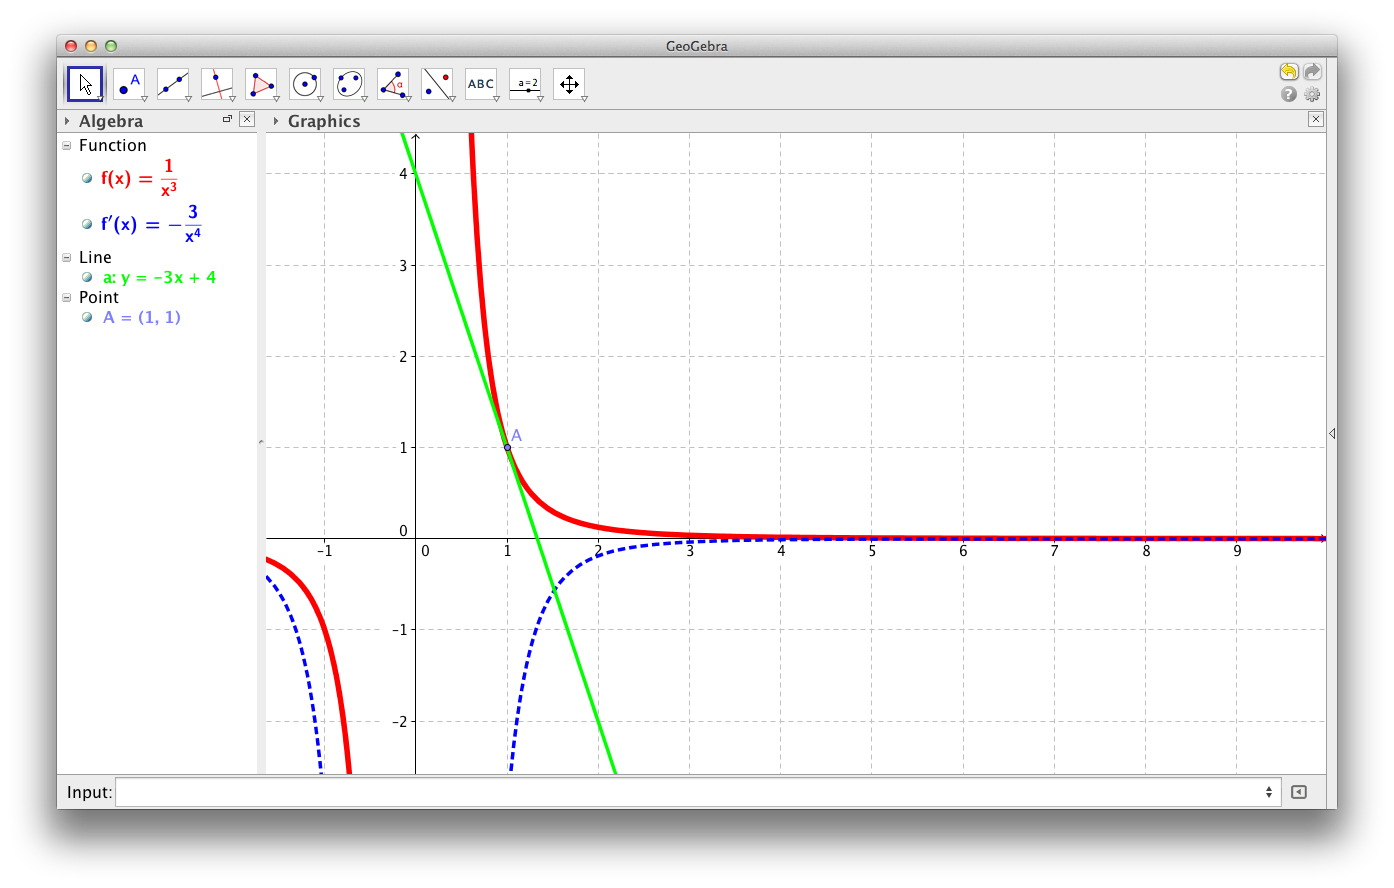 GeoGebra
A
α
ABC
a=2
?
Algebra
Graphics
Function
f(x) = 1/x³
f′(x) = −3/x⁴
Line
a: y = −3x + 4
Point
A = (1, 1)
4
3
2
1
0
-1
-2
-1
0
1
2
3
4
5
6
7
8
9
A
Input: